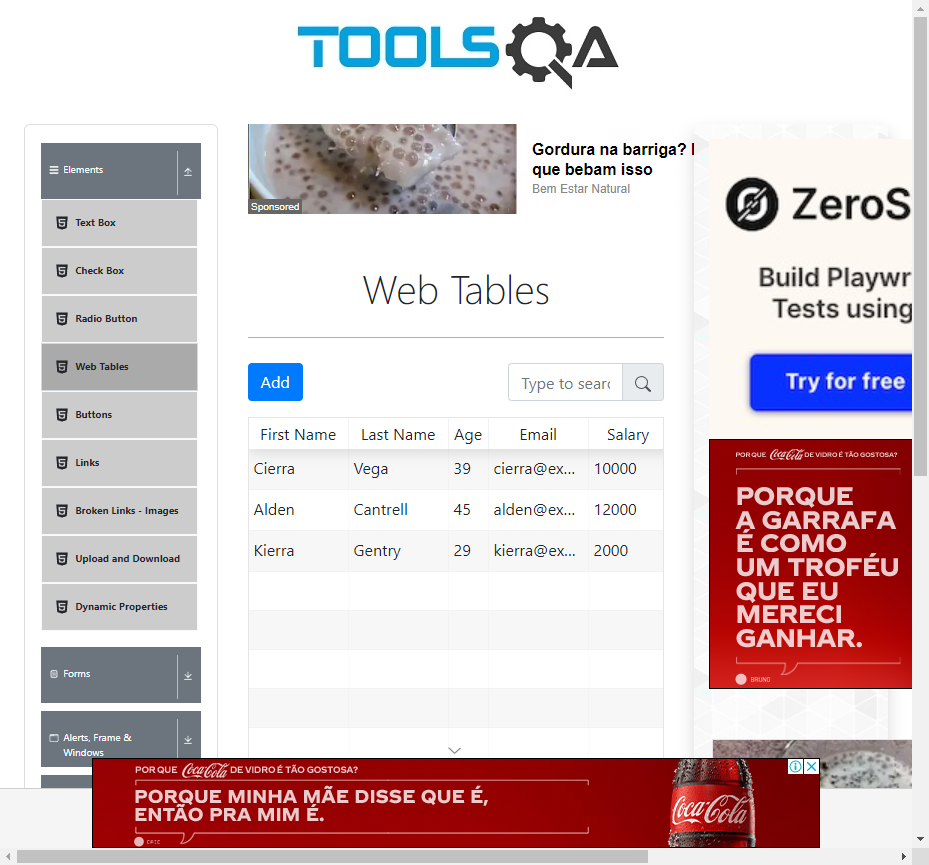 TOOLSQA
Elements
Text Box
Check Box
Radio Button
Web Tables
Buttons
Links
Broken Links - Images
Upload and Download
Dynamic Properties
Forms
Alerts, Frame &
Windows
Sponsored
Gordura na barriga?
que bebam isso
Bem Estar Natural
Web Tables
Add
Type to searc
First Name Last Name Age Email Salary
Cierra Vega 39 cierra@ex... 10000
Alden Cantrell 45 alden@ex... 12000
Kierra Gentry 29 kierra@ex... 2000
ZeroS
Build Playwr
Tests using
Try for free
POR QUE Coca-Cola DE VIDRO É TÃO GOSTOSA?
PORQUE
A GARRAFA
É COMO
UM TROFÉU
QUE EU
MERECI
GANHAR.
BRUNO
POR QUE Coca-Cola DE VIDRO É TÃO GOSTOSA?
PORQUE MINHA MÃE DISSE QUE É,
ENTÃO PRA MIM É.
Coca-Cola